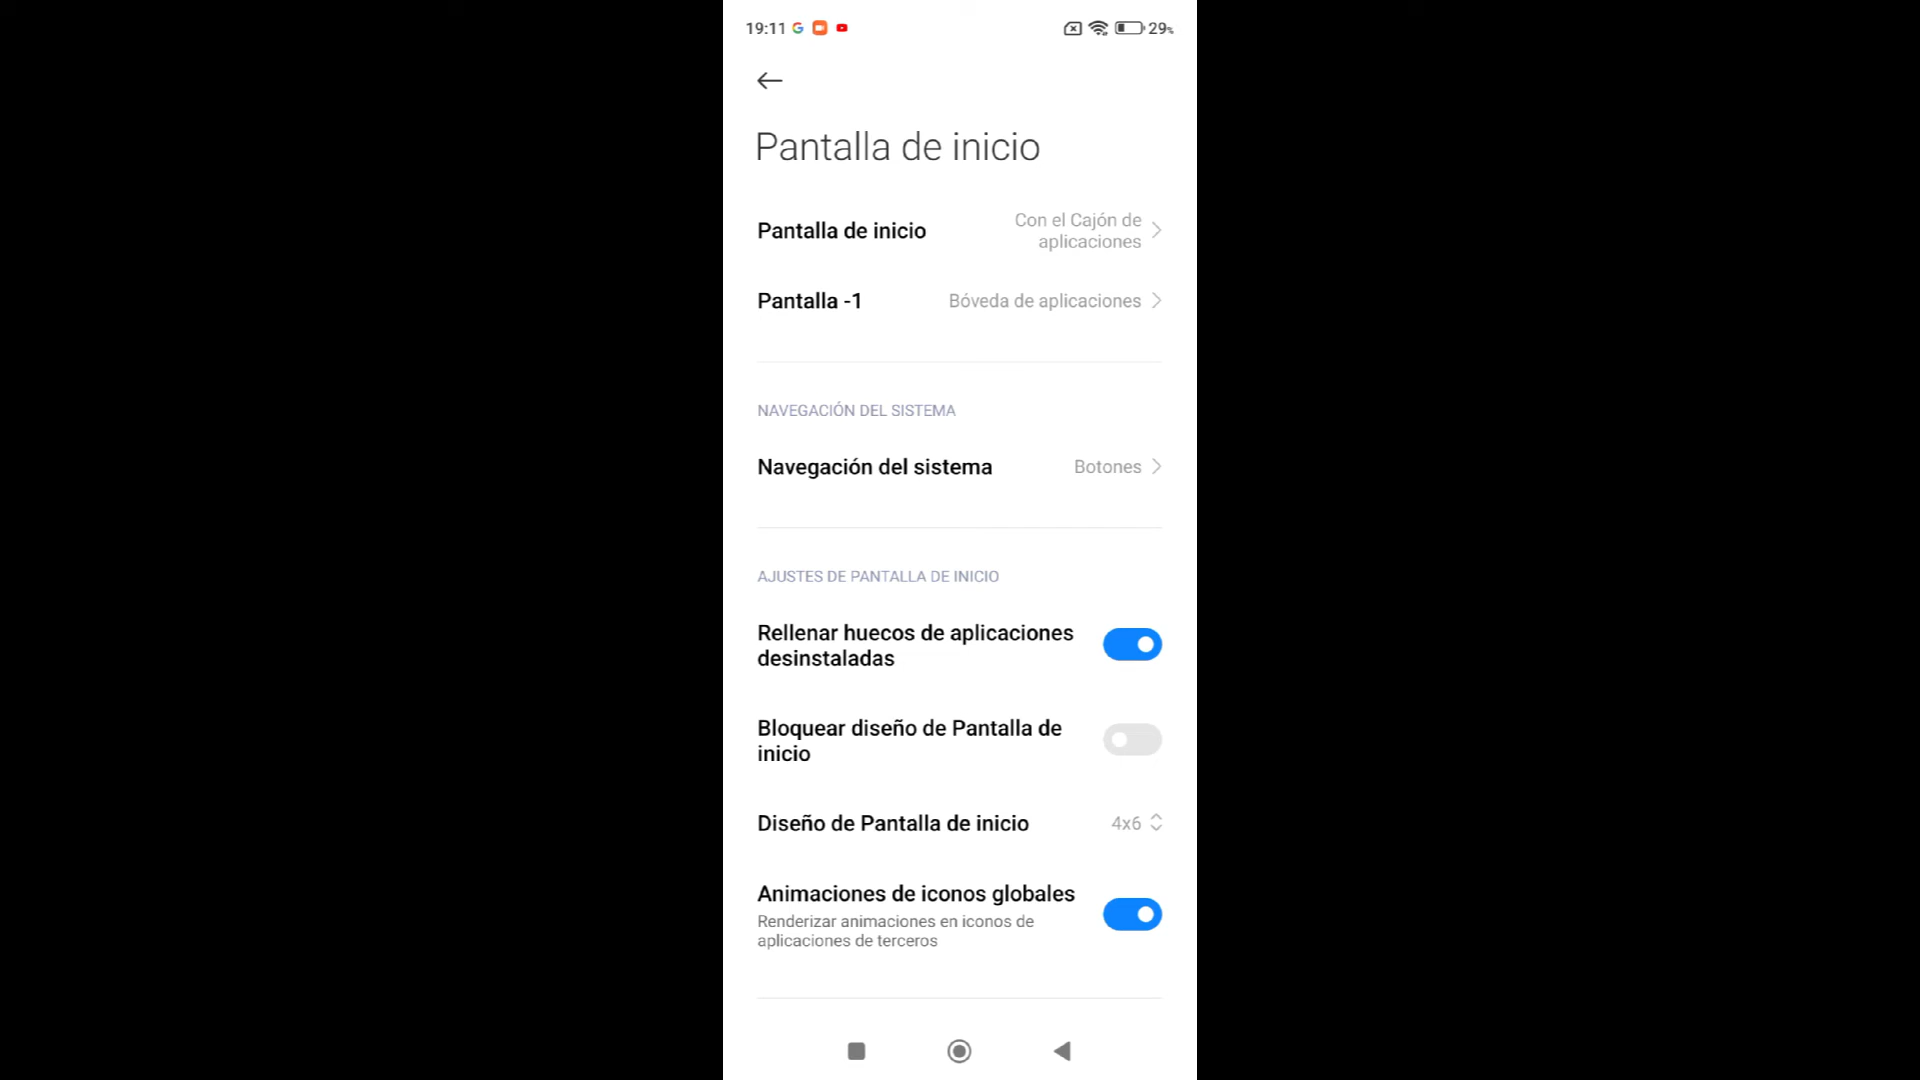 19:11 29%
Pantalla de inicio
Pantalla de inicio
Con el Cajón de
aplicaciones
Pantalla -1
Bóveda de aplicaciones
NAVEGACIÓN DEL SISTEMA
Navegación del sistema
Botones
AJUSTES DE PANTALLA DE INICIO
Rellenar huecos de aplicaciones
desinstaladas
Bloquear diseño de Pantalla de
inicio
Diseño de Pantalla de inicio
4x6
Animaciones de iconos globales
Renderizar animaciones en iconos de
aplicaciones de terceros